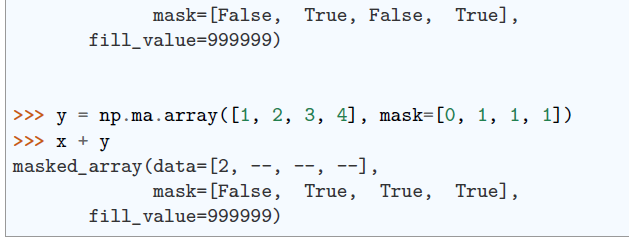 mask=[False, True, False, True],
fill_value=999999)
>>> y = np.ma.array([1, 2, 3, 4], mask=[0, 1, 1, 1])
>>> x + y
masked_array(data=[2, --, --, --],
mask=[False, True, True, True],
fill_value=999999)